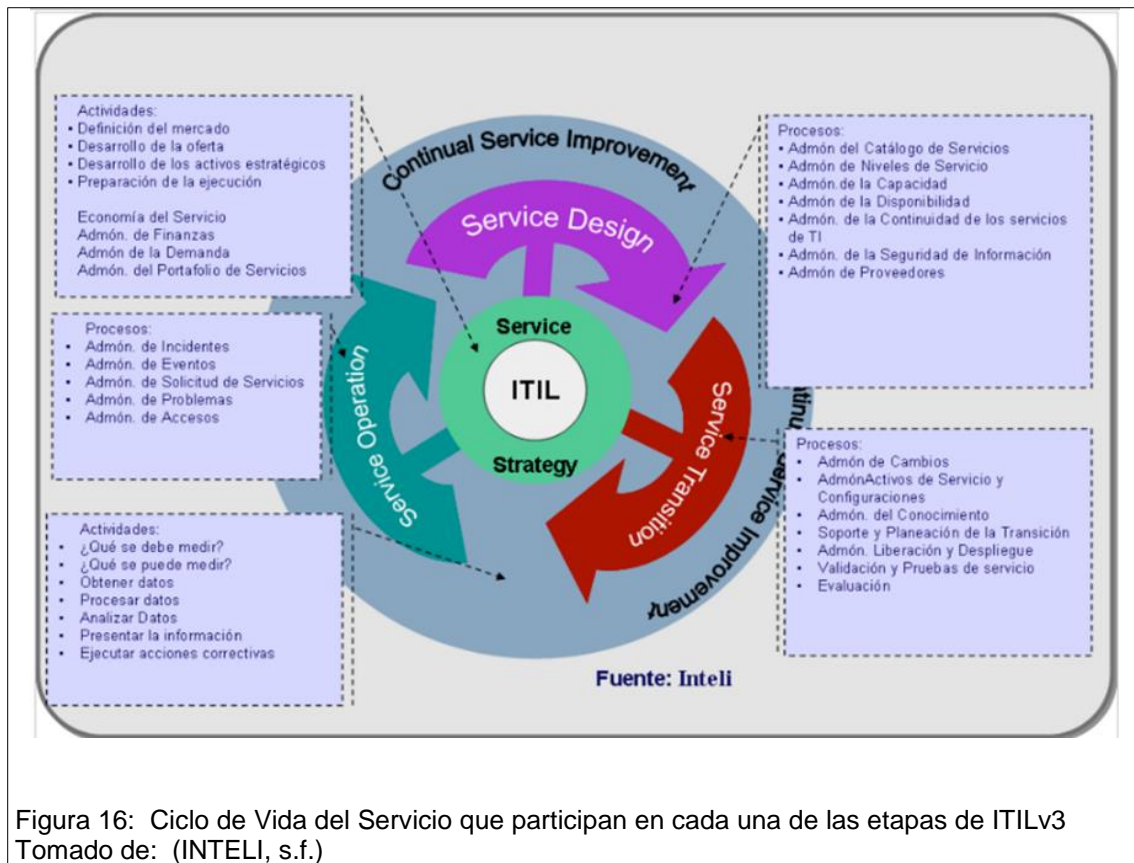 Actividades:
• Definición del mercado
• Desarrollo de la oferta
• Desarrollo de los activos estratégicos
• Preparación de la ejecución
Economía del Servicio
Admón. de Finanzas
Admón de la Demanda
Admón. del Portafolio de Servicios
Procesos:
• Admón. de Incidentes
• Admón. de Eventos
• Admón. de Solicitud de Servicios
• Admón. de Problemas
• Admón. de Accesos
Actividades:
• ¿Qué se debe medir?
• ¿Qué se puede medir?
• Obtener datos
• Procesar datos
• Analizar Datos
• Presentar la información
• Ejecutar acciones correctivas
Continual Service Improvement
Service Design
Service
ITIL
Strategy
Service Operation
Service Transition
Service Improvement
Procesos:
• Admón del Catálogo de Servicios
• Admón de Niveles de Servicio
• Admón.de la Capacidad
• Admón de la Disponibilidad
• Admón. de la Continuidad de los servicios
de TI
• Admón. de la Seguridad de Información
• Admón de Proveedores
Procesos:
• Admón de Cambios
• AdmónActivos de Servicio y
Configuraciones
• Admón. del Conocimiento
• Soporte y Planeación de la Transición
• Admón. Liberación y Despliegue
• Validación y Pruebas de servicio
• Evaluación
Fuente: Inteli
Figura 16: Ciclo de Vida del Servicio que participan en cada una de las etapas de ITILv3
Tomado de: (INTELI, s.f.)